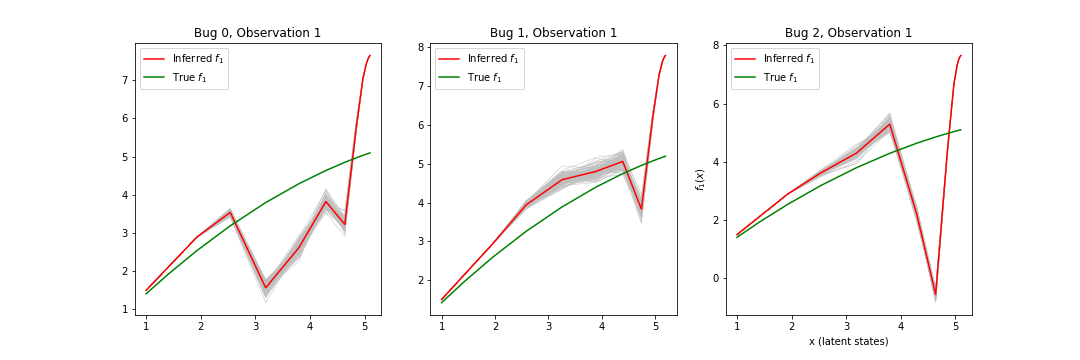 Bug 0, Observation 1
Inferred f₁
True f₁
7
6
5
4
3
2
1
1 2 3 4 5
Bug 1, Observation 1
Inferred f₁
True f₁
8
7
6
5
4
3
2
1 2 3 4 5
Bug 2, Observation 1
Inferred f₁
True f₁
f₁(x)
8
6
4
2
0
1 2 3 4 5
x (latent states)